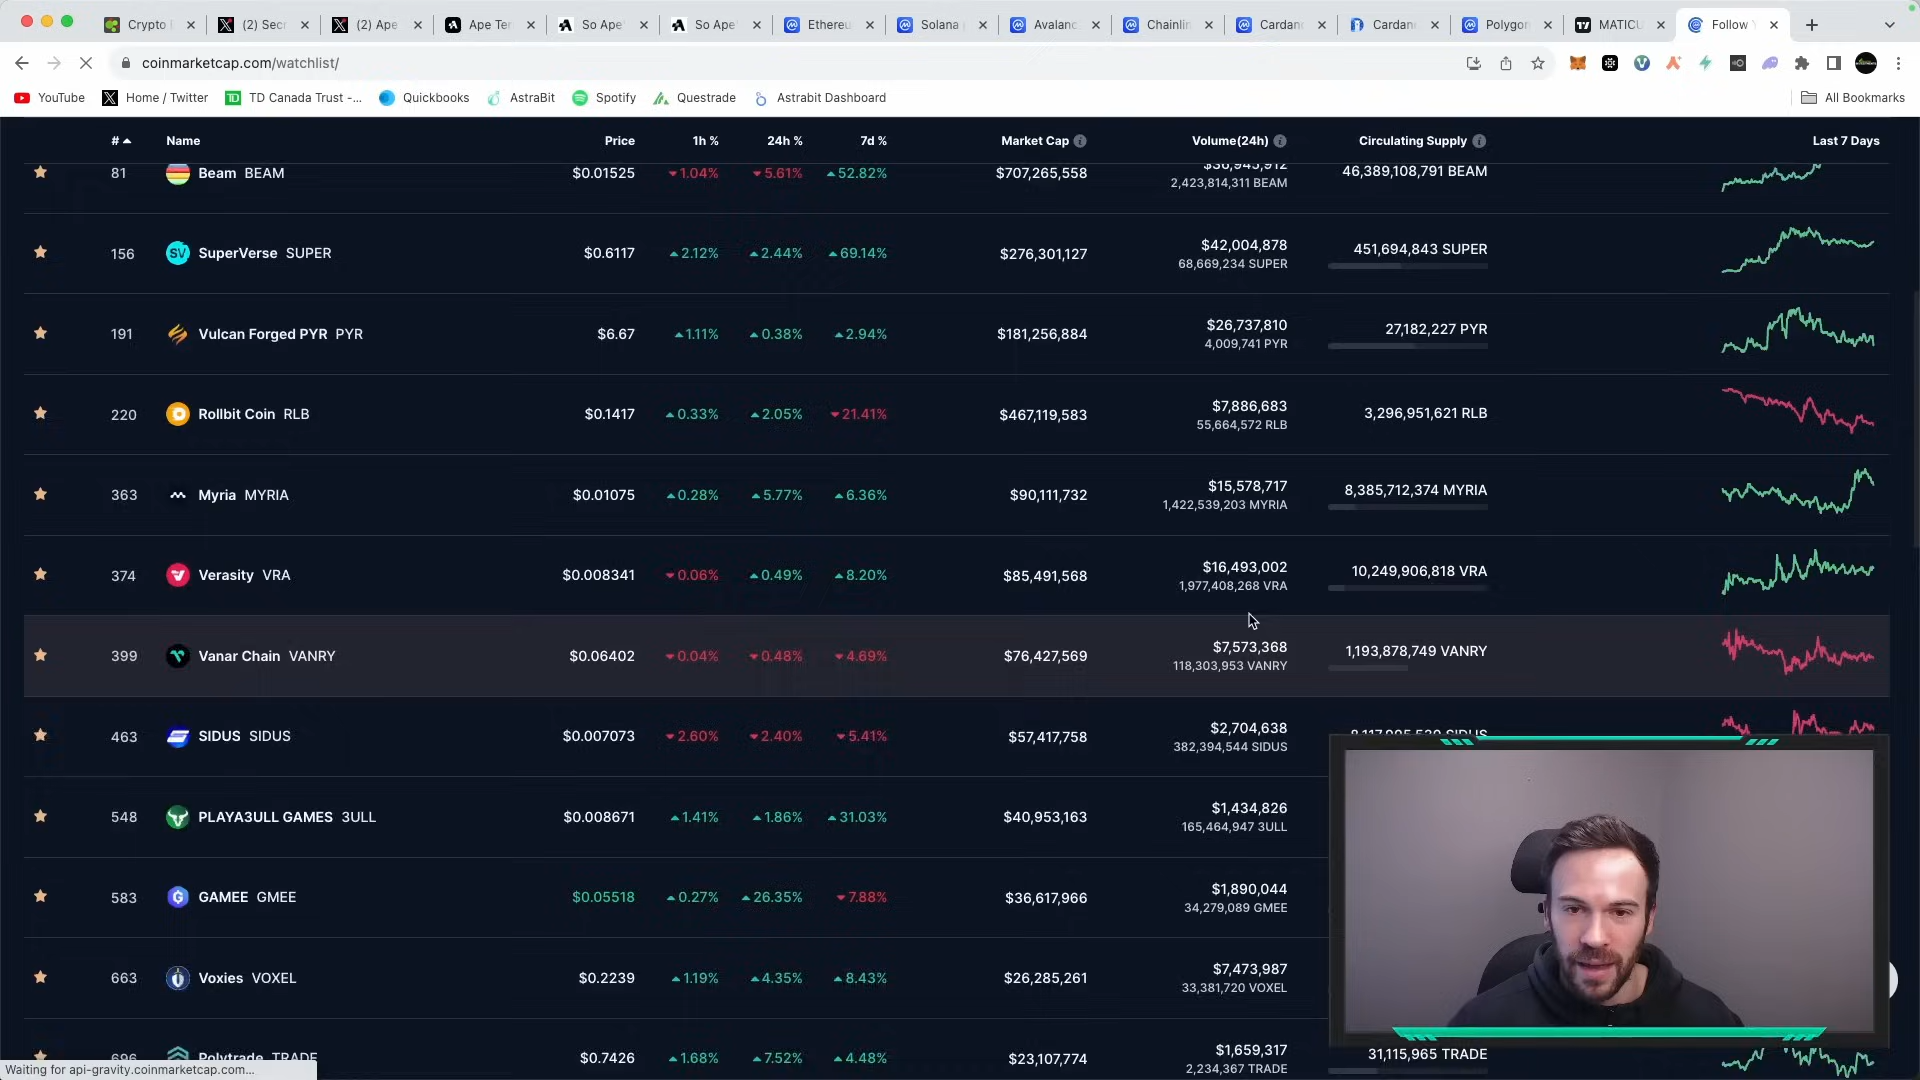 Crypto
(2) Secr
(2) Ape
Ape Ter
So Ape
So Ape
Ethereu
Solana
Avalanc
Chainlin
Cardan
Cardan
Polygon
MATICU
Follow Y
coinmarketcap.com/watchlist/
YouTube
Home / Twitter
TD Canada Trust -...
Quickbooks
AstraBit
Spotify
Questrade
Astrabit Dashboard
All Bookmarks
# Name Price 1h % 24h % 7d % Market Cap Volume(24h) Circulating Supply Last 7 Days
81 Beam BEAM $0.01525 1.04% 5.61% 52.82% $707,265,558 $36,945,912 46,389,108,791 BEAM
2,423,814,311 BEAM
156 SuperVerse SUPER $0.6117 2.12% 2.44% 69.14% $276,301,127 $42,004,878 451,694,843 SUPER
68,669,234 SUPER
191 Vulcan Forged PYR PYR $6.67 1.11% 0.38% 2.94% $181,256,884 $26,737,810 27,182,227 PYR
4,009,741 PYR
220 Rollbit Coin RLB $0.1417 0.33% 2.05% 21.41% $467,119,583 $7,886,683 3,296,951,621 RLB
55,664,572 RLB
363 Myria MYRIA $0.01075 0.28% 5.77% 6.36% $90,111,732 $15,578,717 8,385,712,374 MYRIA
1,422,539,203 MYRIA
374 Verasity VRA $0.008341 0.06% 0.49% 8.20% $85,491,568 $16,493,002 10,249,906,818 VRA
1,977,408,268 VRA
399 Vanar Chain VANRY $0.06402 0.04% 0.48% 4.69% $76,427,569 $7,573,368 1,193,878,749 VANRY
118,303,953 VANRY
463 SIDUS SIDUS $0.007073 2.60% 2.40% 5.41% $57,417,758 $2,704,638 SIDUS
382,394,544 SIDUS
548 PLAYA3ULL GAMES 3ULL $0.008671 1.41% 1.86% 31.03% $40,953,163 $1,434,826
165,464,947 3ULL
583 GAMEE GMEE $0.05518 0.27% 26.35% 7.88% $36,617,966 $1,890,044
34,279,089 GMEE
663 Voxies VOXEL $0.2239 1.19% 4.35% 8.43% $26,285,261 $7,473,987
33,381,720 VOXEL
696 Polytrade TRADE $0.7426 1.68% 7.52% 4.48% $23,107,774 $1,659,317 31,115,965 TRADE
2,234,367 TRADE
Waiting for api-gravity.coinmarketcap.com...